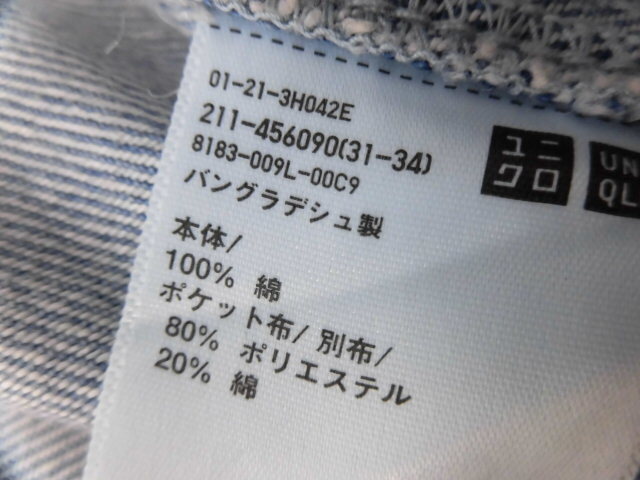 01-21-3H042E
211-456090(31-34)
8183-009L-00C9
バングラデシュ製
本体/
100% 綿
ポケット布/別布/
80% ポリエステル
20% 綿
ユニ
クロ
UN
QL